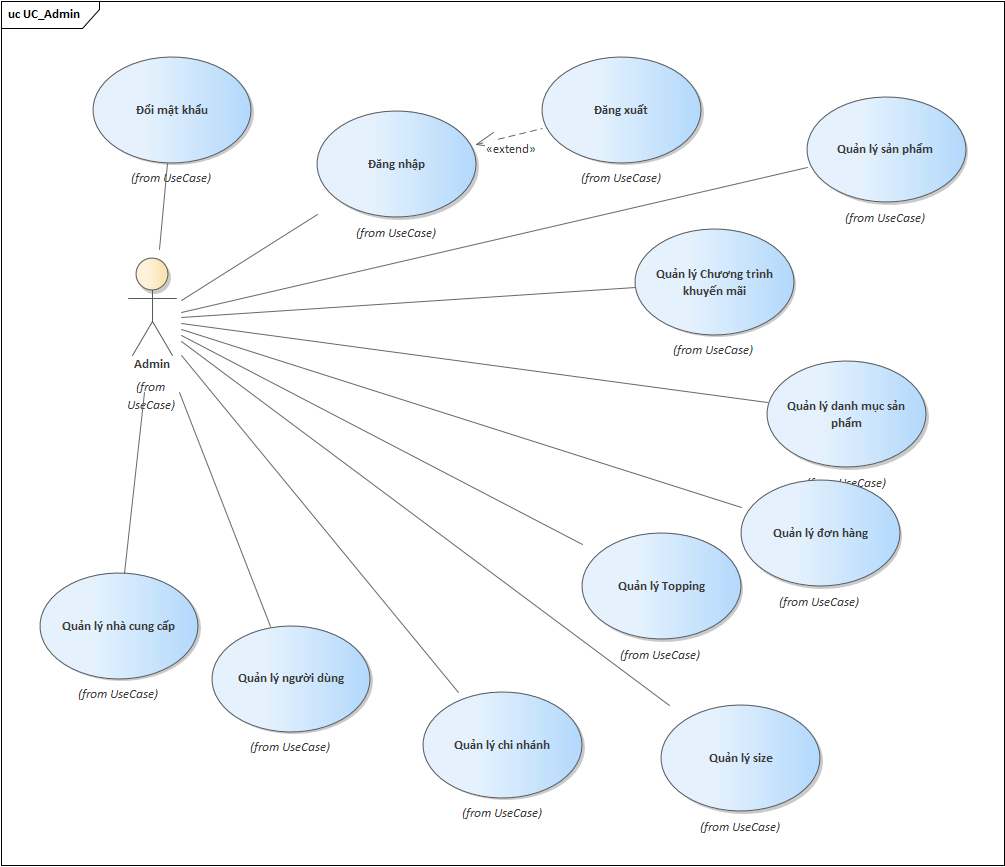 uc UC_Admin
Đổi mật khẩu
(from UseCase)
Đăng nhập
(from UseCase)
«extend»
Đăng xuất
(from UseCase)
Quản lý sản phẩm
(from UseCase)
Quản lý Chương trình
khuyến mãi
(from UseCase)
Admin
(from
UseCase)
Quản lý danh mục sản
phẩm
(from UseCase)
Quản lý đơn hàng
(from UseCase)
Quản lý Topping
(from UseCase)
Quản lý nhà cung cấp
(from UseCase)
Quản lý người dùng
(from UseCase)
Quản lý chi nhánh
(from UseCase)
Quản lý size
(from UseCase)